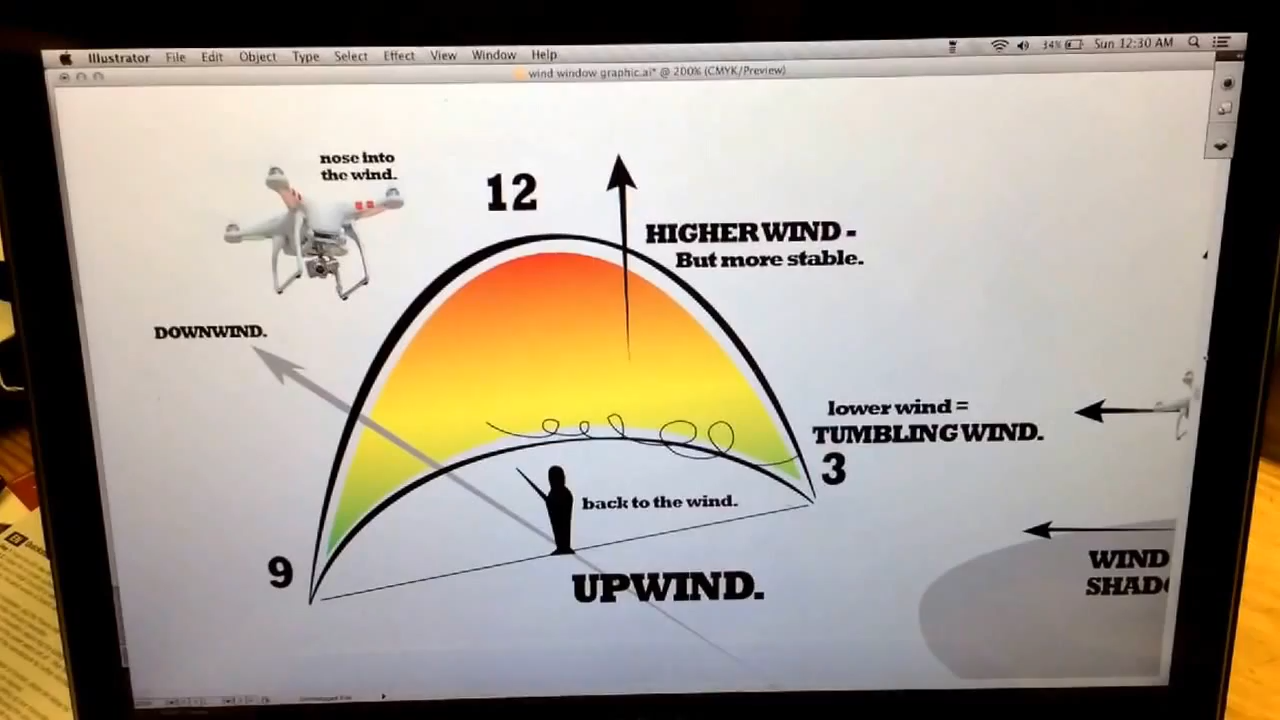 Illustrator File Edit Object Type Select Effect View Window Help 34% Sun 12:30 AM
wind window graphic.ai* @ 200% (CMYK/Preview)
nose into
the wind.
12
HIGHER WIND -
But more stable.
DOWNWIND.
lower wind =
TUMBLING WIND.
3
back to the wind.
9
UPWIND.
WIND
EN